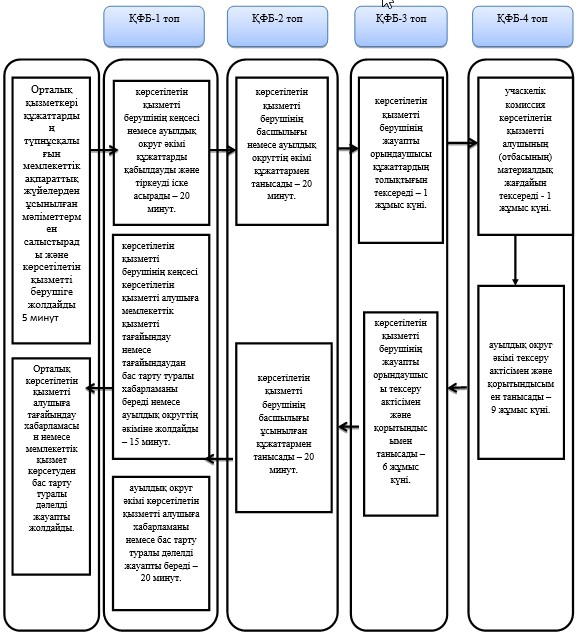 ҚФБ-1 топ
ҚФБ-2 топ
ҚФБ-3 топ
ҚФБ-4 топ
Орталық
қызметкері
құжаттарды
ң
түпнұсқалы
ғын
мемлекеттік
ақпараттық
жүйелерден
ұсынылған
мәліметтерм
ен
салыстырад
ы және
көрсетілетін
қызметті
берушіге
жолдайды
5 минут
көрсетілетін
қызметті
берушінің кеңсесі
немесе ауылдық
округ әкімі
құжаттарды
қабылдауды және
тіркеуді іске
асырады – 20
минут.
көрсетілетін
қызметті
берушінің
басшылығы
немесе ауылдық
округтің әкімі
құжаттармен
танысады – 20
минут.
көрсетілетін
қызметті
берушінің
жауапты
орындаушысы
құжаттардың
толықтығын
тексереді – 1
жұмыс күні.
учаскелік
комиссия
көрсетілетін
қызметті
алушының
(отбасының)
материалдық
жағдайын
тексереді - 1
жұмыс күні.
ауылдық округ
әкімі тексеру
актісімен және
қорытындысым
ен танысады –
9 жұмыс күні.
көрсетілетін
қызметті
берушінің
жауапты
орындаушыс
ы тексеру
актісімен
және
қорытындыс
ымен
танысады –
6 жұмыс
күні.
көрсетілетін
қызметті
берушінің
басшылығы
ұсынылған
құжаттармен
танысады – 20
минут.
көрсетілетін
қызметті
берушінің кеңсесі
көрсетілетін
қызметті алушыға
мемлекеттік
қызметті
тағайындау
немесе
тағайындаудан
бас тарту туралы
хабарламаны
береді немесе
ауылдық округтің
әкіміне жолдайды
– 15 минут.
ауылдық округ
әкімі көрсетілетін
қызметті алушыға
хабарламаны
немесе бас тарту
туралы дәлелді
жауапты береді –
20 минут.
Орталық
көрсетілетін
қызметті
алушыға
тағайындау
хабарламасы
н немесе
мемлекеттік
қызмет
көрсетуден
бас тарту
туралы
дәлелді
жауапты
жолдайды.